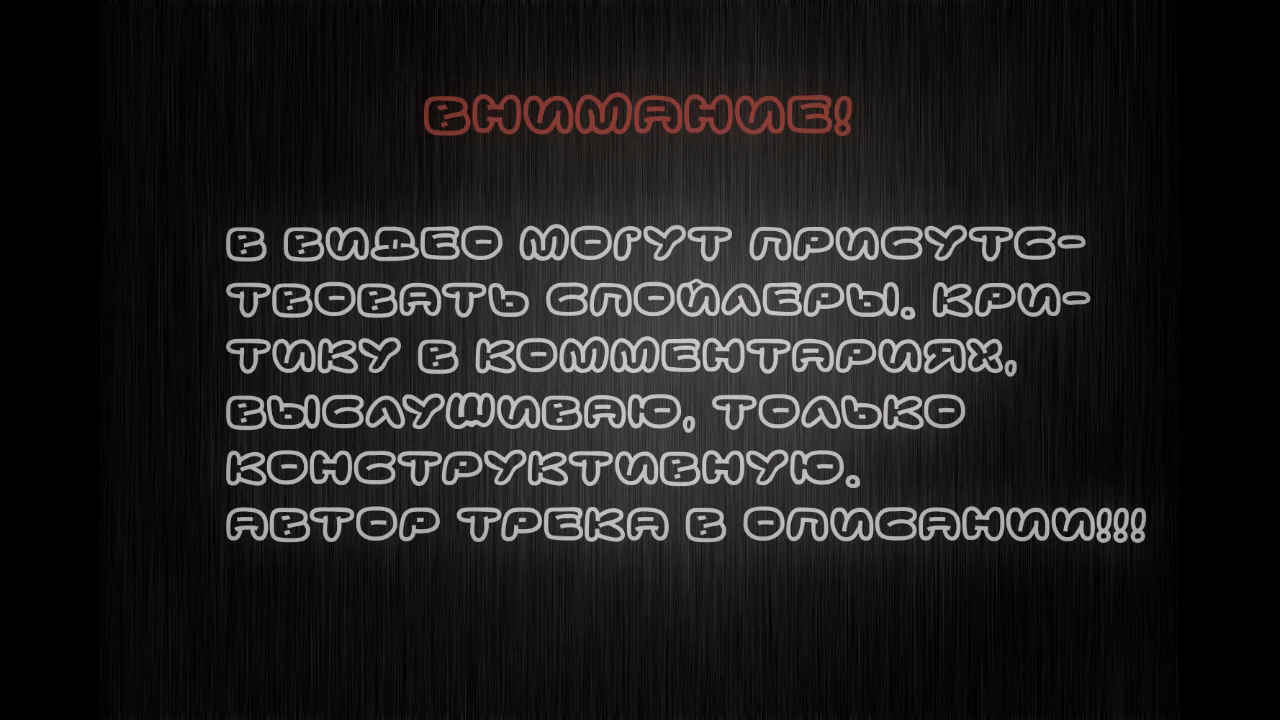 ВНИМАНИЕ!
В ВИДЕО МОГУТ ПРИСУТС-
ТВОВАТЬ СПОЙЛЕРЫ. КРИ-
ТИКУ В КОММЕНТАРИЯХ,
ВЫСЛУШИВАЮ, ТОЛЬКО
КОНСТРУКТИВНУЮ.
АВТОР ТРЕКА В ОПИСАНИИ!!!